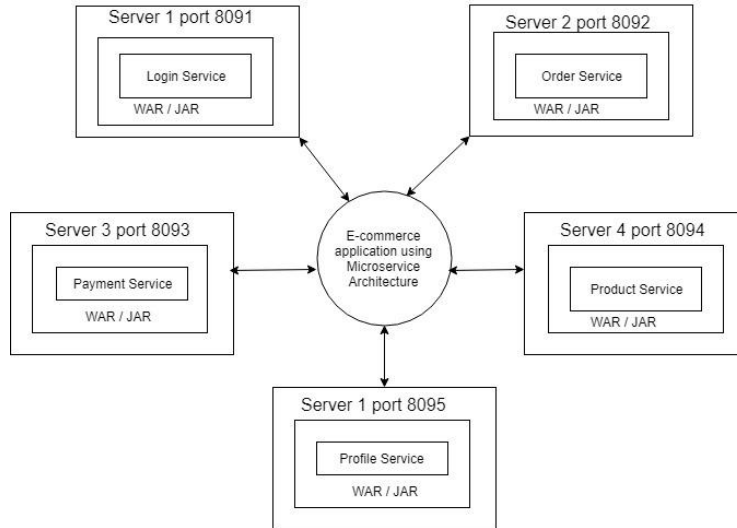 Server 1 port 8091
Login Service
WAR / JAR
Server 2 port 8092
Order Service
WAR / JAR
Server 3 port 8093
Payment Service
WAR / JAR
E-commerce
application using
Microservice
Architecture
Server 4 port 8094
Product Service
WAR / JAR
Server 1 port 8095
Profile Service
WAR / JAR